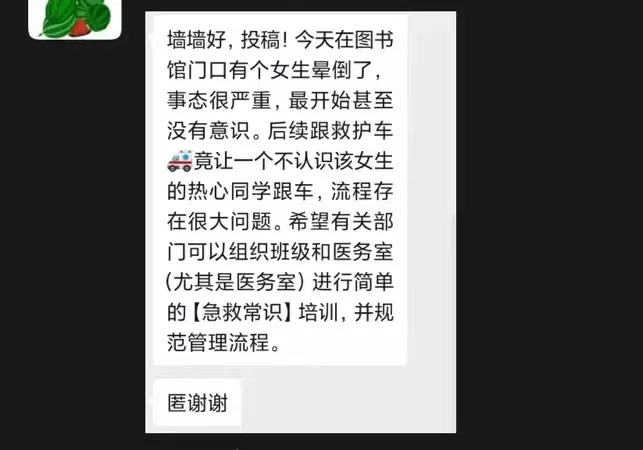 墙墙好，投稿！今天在图书
馆门口有个女生晕倒了，
事态很严重，最开始甚至
没有意识。后续跟救护车
🚑竟让一个不认识该女生
的热心同学跟车，流程存
在很大问题。希望有关部
门可以组织班级和医务室
(尤其是医务室）进行简单
的【急救常识】培训，并规
范管理流程。
匿谢谢